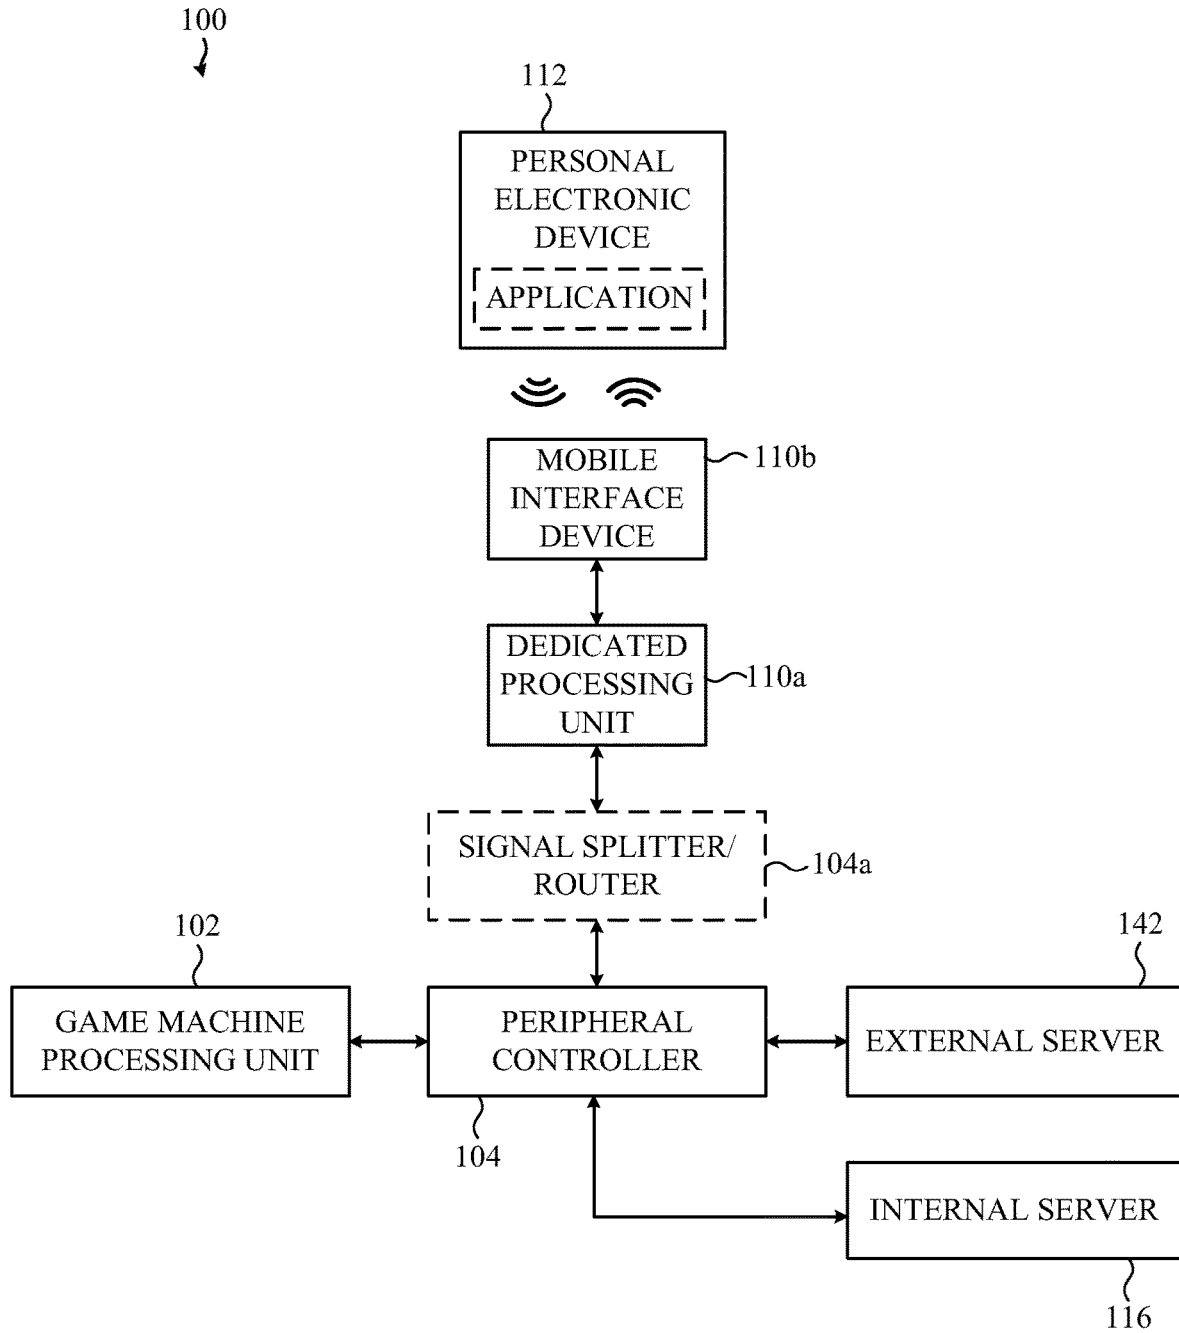 100
112
PERSONAL
ELECTRONIC
DEVICE
APPLICATION
MOBILE
INTERFACE
DEVICE
110b
DEDICATED
PROCESSING
UNIT
110a
SIGNAL SPLITTER/
ROUTER
104a
102
142
GAME MACHINE
PROCESSING UNIT
PERIPHERAL
CONTROLLER
EXTERNAL SERVER
104
INTERNAL SERVER
116